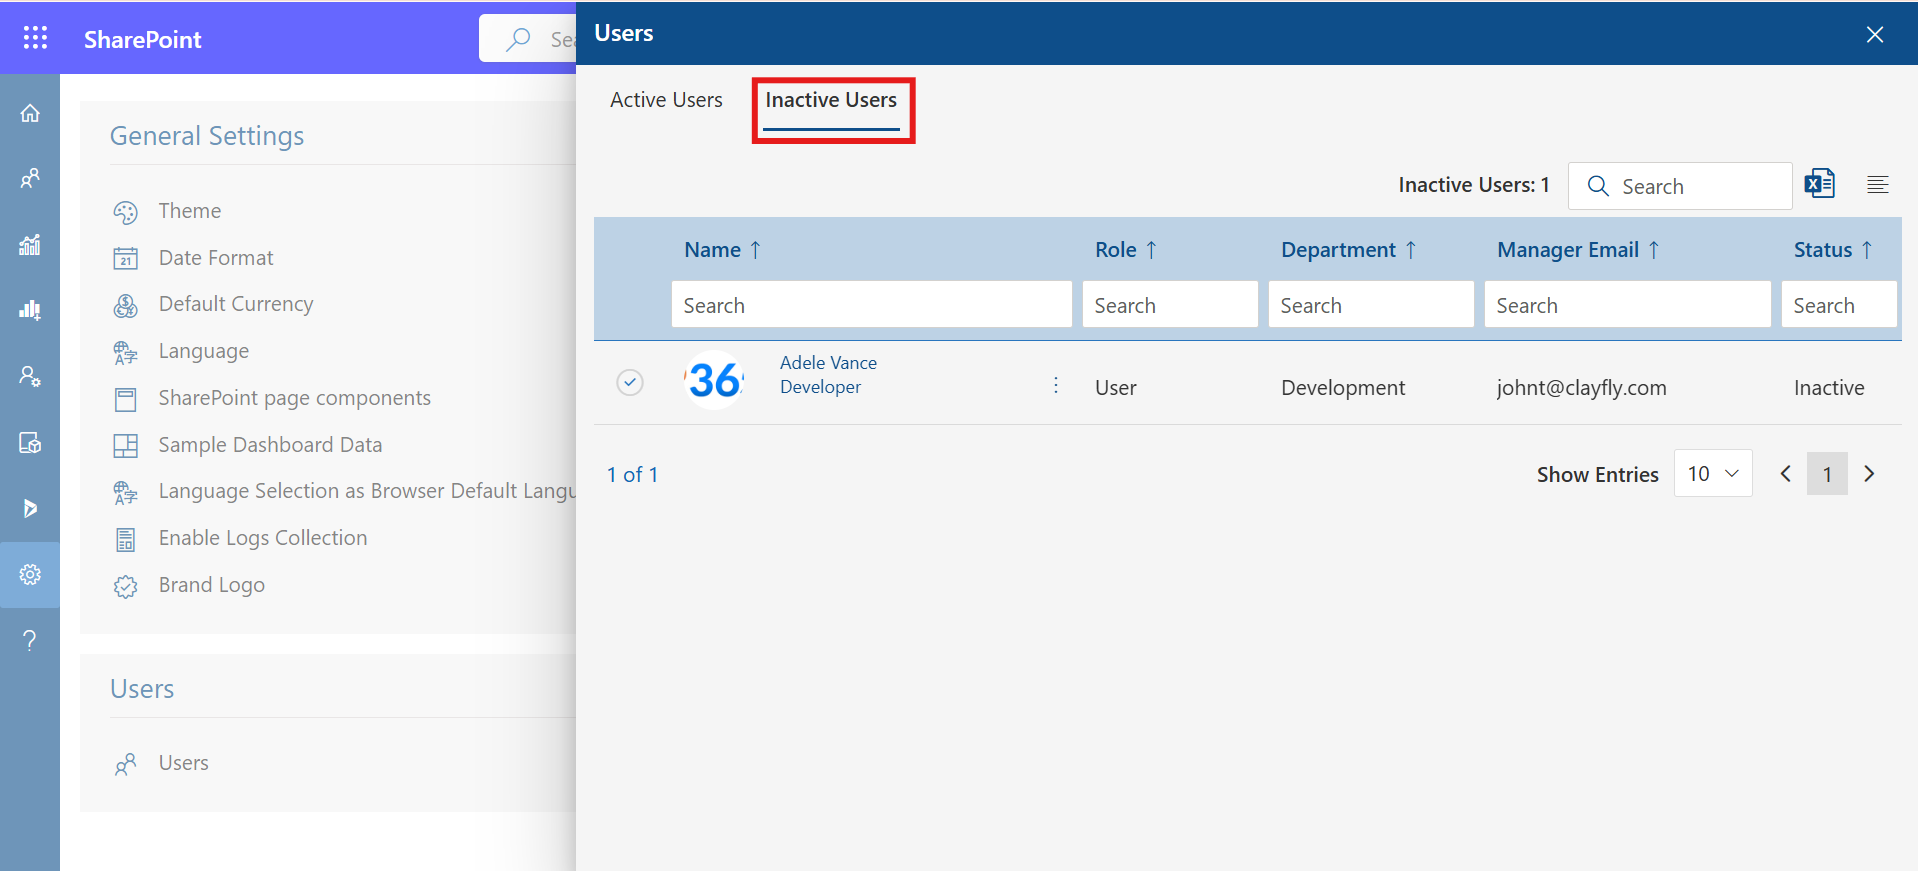 SharePoint
Sea
General Settings
Theme
21
Date Format
Default Currency
Language
SharePoint page components
Sample Dashboard Data
Language Selection as Browser Default Langu
Enable Logs Collection
Brand Logo
Users
Users
Users
Active Users
Inactive Users
Inactive Users: 1
Search
Name ↑ Role ↑ Department ↑ Manager Email ↑ Status ↑
Search Search Search Search Search
36
Adele Vance
Developer
User Development johnt@clayfly.com Inactive
1 of 1
Show Entries 10 1